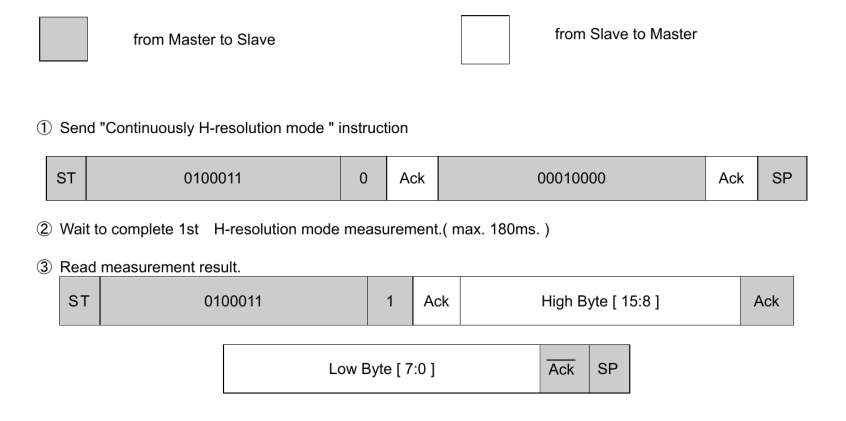 from Master to Slave from Slave to Master
① Send "Continuously H-resolution mode " instruction
ST 0100011 0 Ack 00010000 Ack SP
② Wait to complete 1st H-resolution mode measurement.( max. 180ms. )
③ Read measurement result.
ST 0100011 1 Ack High Byte [ 15:8 ] Ack
Low Byte [ 7:0 ] A̅c̅k̅ SP